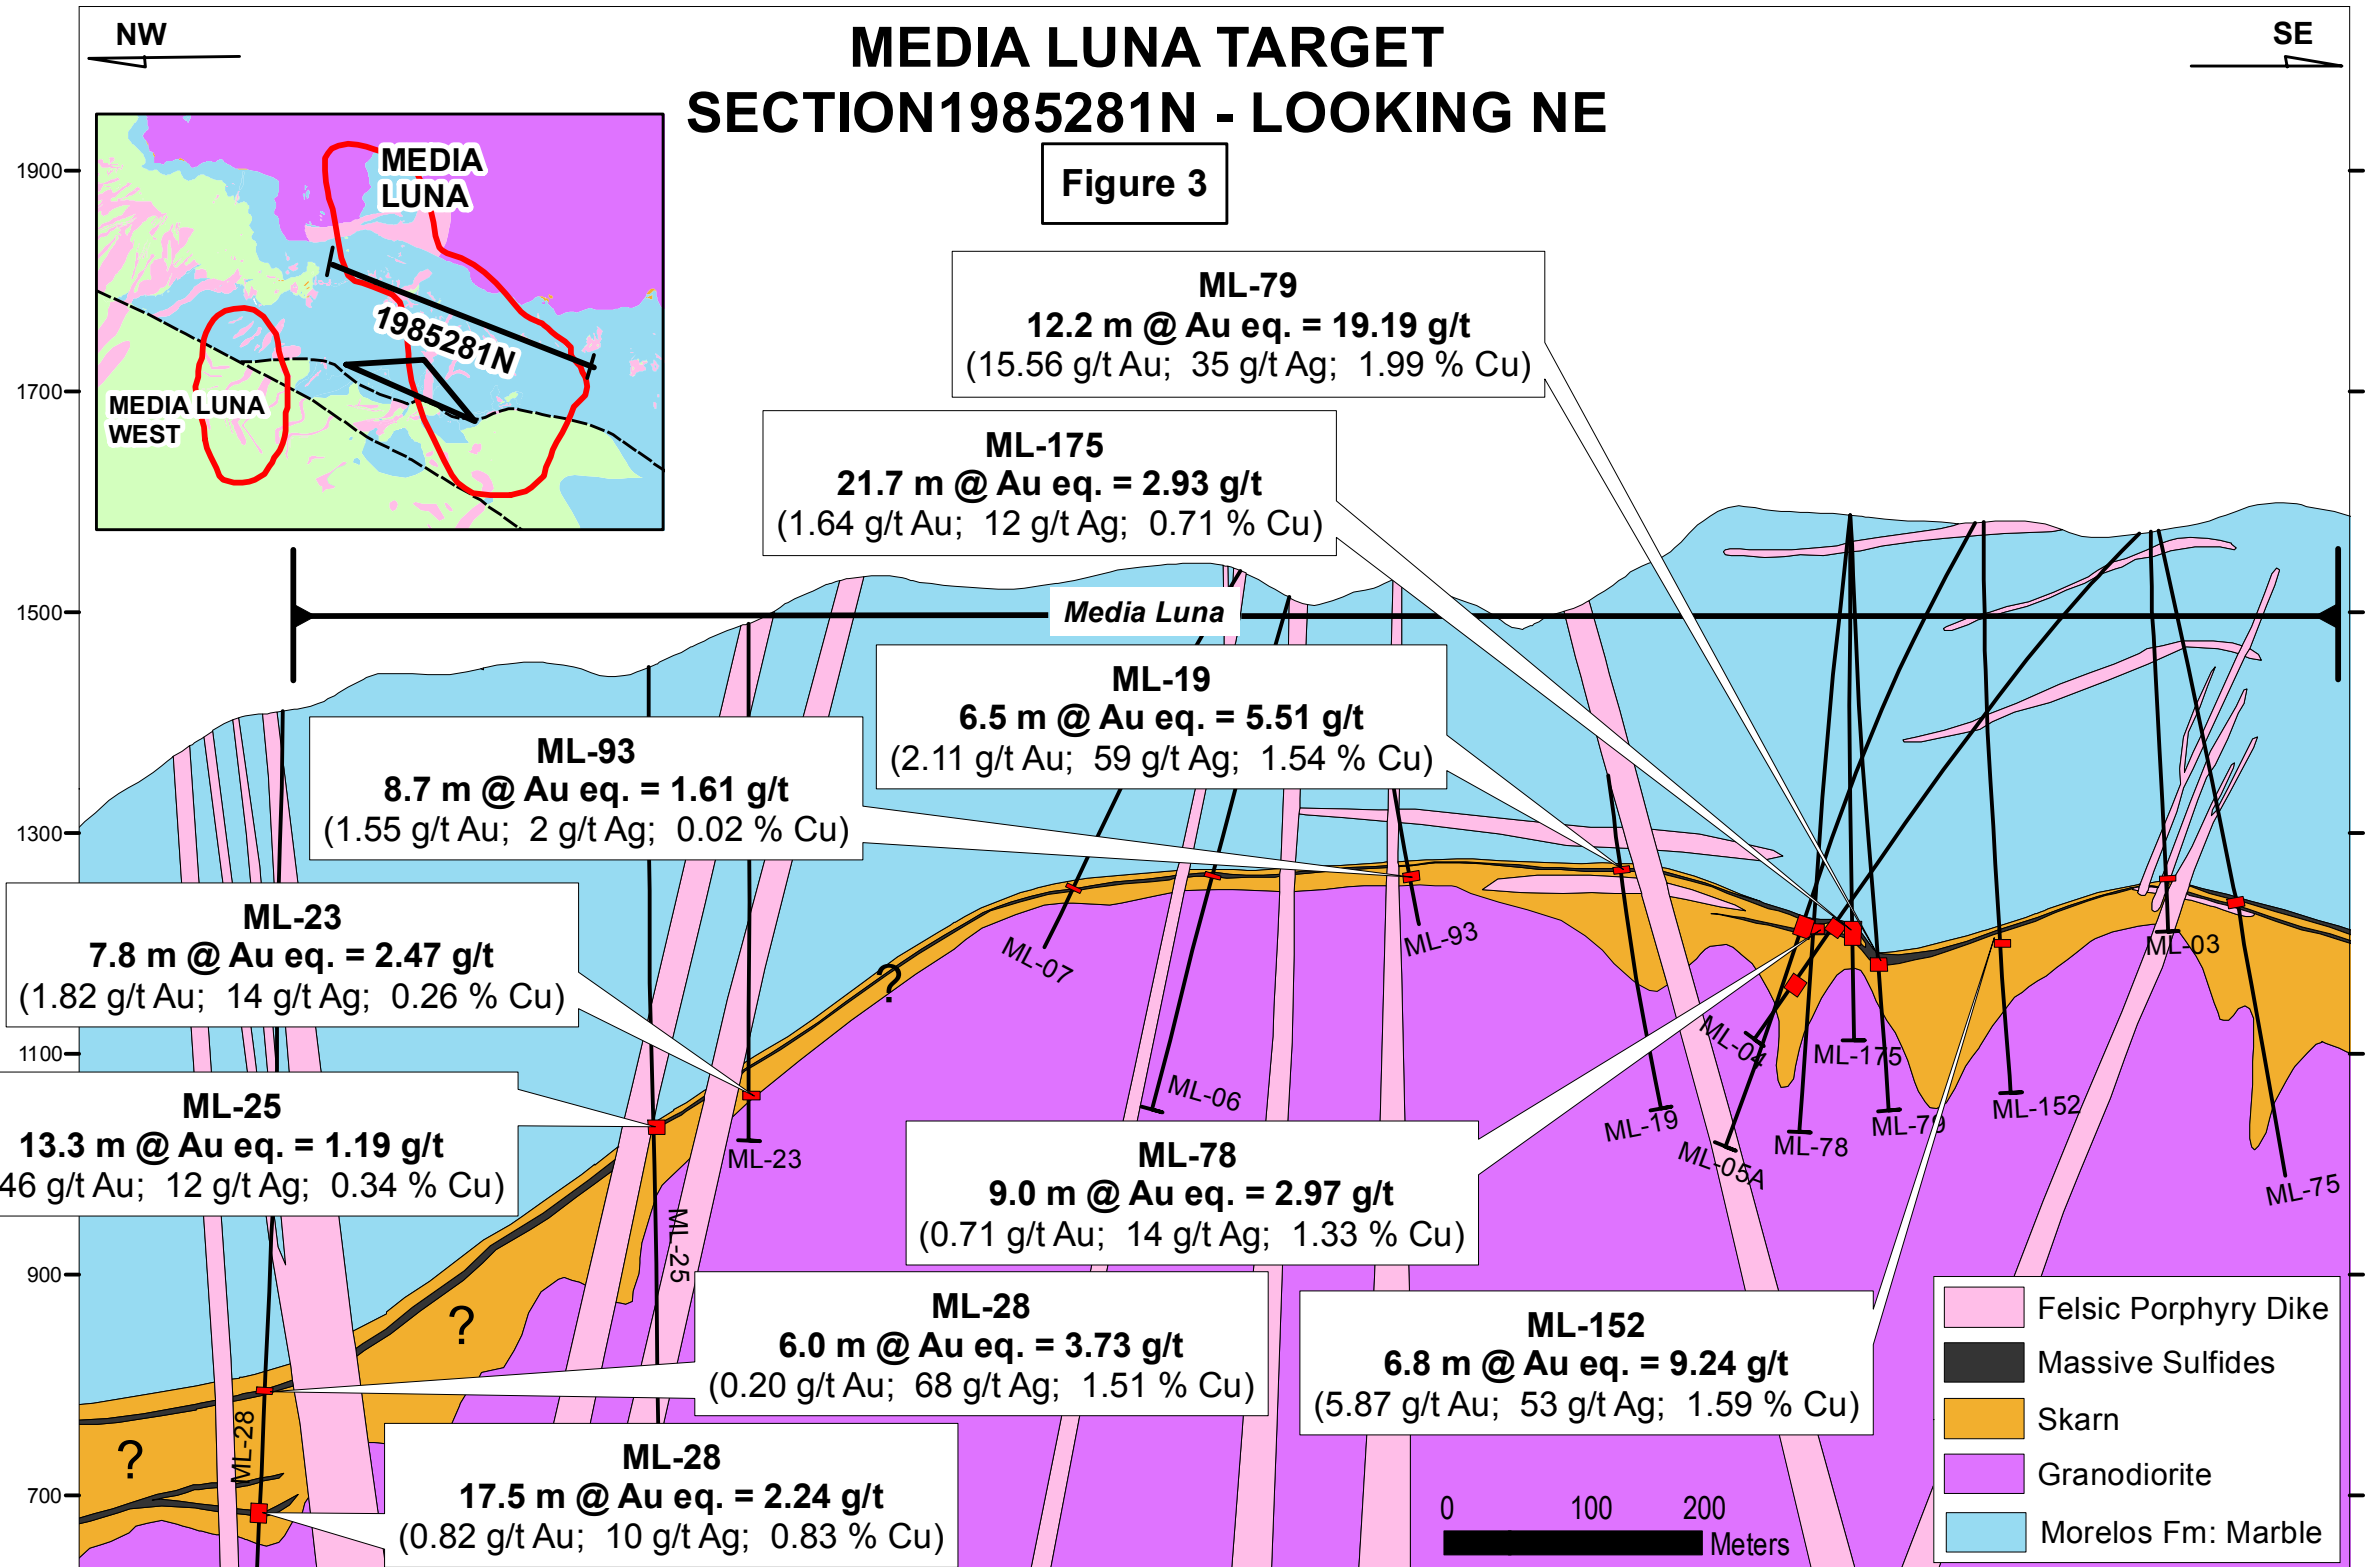 NW
MEDIA LUNA TARGET
SECTION1985281N - LOOKING NE
SE
Figure 3
MEDIA
LUNA
1985281N
MEDIA LUNA
WEST
1900
1700
1500
1300
1100
900
700
ML-79
12.2 m @ Au eq. = 19.19 g/t
(15.56 g/t Au; 35 g/t Ag; 1.99 % Cu)
ML-175
21.7 m @ Au eq. = 2.93 g/t
(1.64 g/t Au; 12 g/t Ag; 0.71 % Cu)
Media Luna
ML-19
6.5 m @ Au eq. = 5.51 g/t
(2.11 g/t Au; 59 g/t Ag; 1.54 % Cu)
ML-93
8.7 m @ Au eq. = 1.61 g/t
(1.55 g/t Au; 2 g/t Ag; 0.02 % Cu)
ML-23
7.8 m @ Au eq. = 2.47 g/t
(1.82 g/t Au; 14 g/t Ag; 0.26 % Cu)
ML-25
13.3 m @ Au eq. = 1.19 g/t
46 g/t Au; 12 g/t Ag; 0.34 % Cu)
ML-78
9.0 m @ Au eq. = 2.97 g/t
(0.71 g/t Au; 14 g/t Ag; 1.33 % Cu)
ML-28
6.0 m @ Au eq. = 3.73 g/t
(0.20 g/t Au; 68 g/t Ag; 1.51 % Cu)
ML-152
6.8 m @ Au eq. = 9.24 g/t
(5.87 g/t Au; 53 g/t Ag; 1.59 % Cu)
ML-28
17.5 m @ Au eq. = 2.24 g/t
(0.82 g/t Au; 10 g/t Ag; 0.83 % Cu)
?
?
?
ML-07
ML-93
ML-03
ML-04
ML-175
ML-06
ML-19
ML-78
ML-79
ML-152
ML-05A
ML-75
ML-23
ML-25
ML-28
0 100 200
Meters
Felsic Porphyry Dike
Massive Sulfides
Skarn
Granodiorite
Morelos Fm: Marble